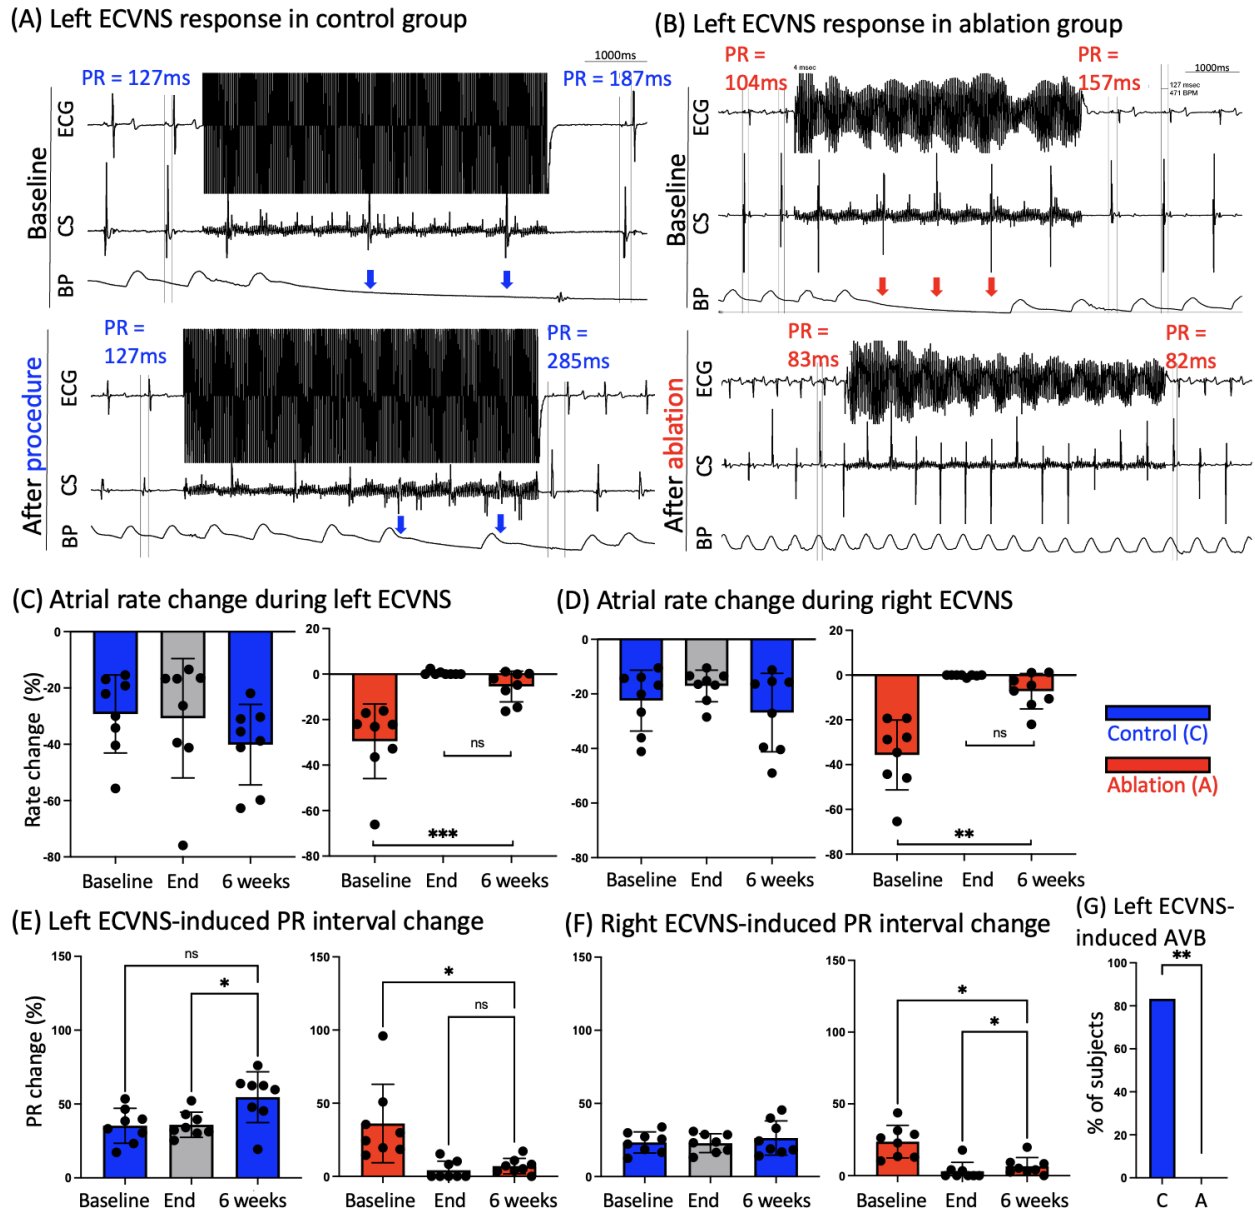 (A) Left ECVNS response in control group
(B) Left ECVNS response in ablation group
1000ms
PR = 127ms
PR = 187ms
ECG
CS
BP
Baseline
PR =
104ms
4 msec
PR =
157ms
127 msec
471 BPM
1000ms
ECG
CS
BP
Baseline
PR =
127ms
PR =
285ms
ECG
CS
BP
After procedure
PR =
83ms
PR =
82ms
ECG
CS
BP
After ablation
(C) Atrial rate change during left ECVNS
(D) Atrial rate change during right ECVNS
Rate change (%)
0
-20
-40
-60
-80
Baseline End 6 weeks
20
0
-20
-40
-60
-80
ns
***
Baseline End 6 weeks
0
-20
-40
-60
-80
Baseline End 6 weeks
20
0
-20
-40
-60
-80
ns
**
Baseline End 6 weeks
Control (C)
Ablation (A)
(E) Left ECVNS-induced PR interval change
(F) Right ECVNS-induced PR interval change
(G) Left ECVNS-
induced AVB
PR change (%)
150
100
50
0
ns
*
Baseline End 6 weeks
150
100
50
0
*
ns
Baseline End 6 weeks
150
100
50
0
Baseline End 6 weeks
150
100
50
0
*
*
Baseline End 6 weeks
% of subjects
100
80
60
40
20
0
**
C A